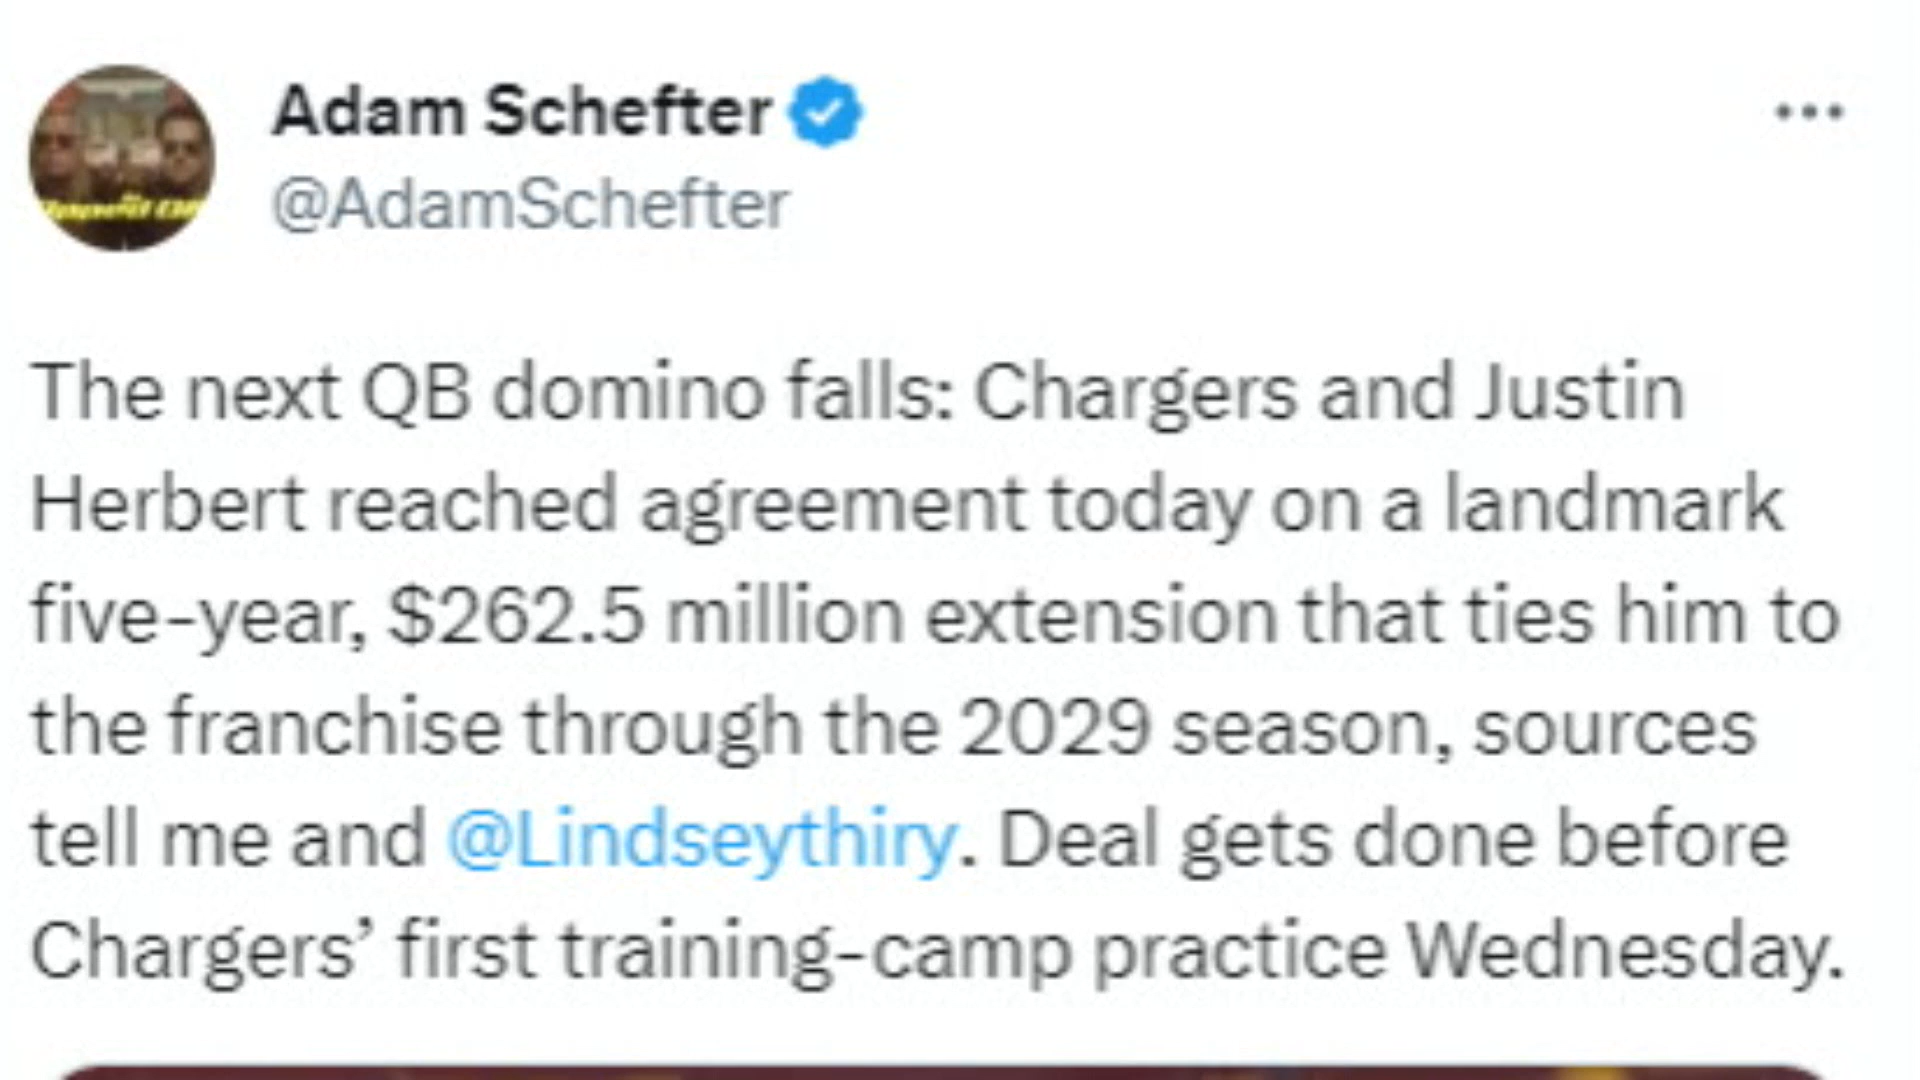 Adam Schefter
@AdamSchefter
The next QB domino falls: Chargers and Justin
Herbert reached agreement today on a landmark
five-year, $262.5 million extension that ties him to
the franchise through the 2029 season, sources
tell me and @Lindseythiry. Deal gets done before
Chargers’ first training-camp practice Wednesday.